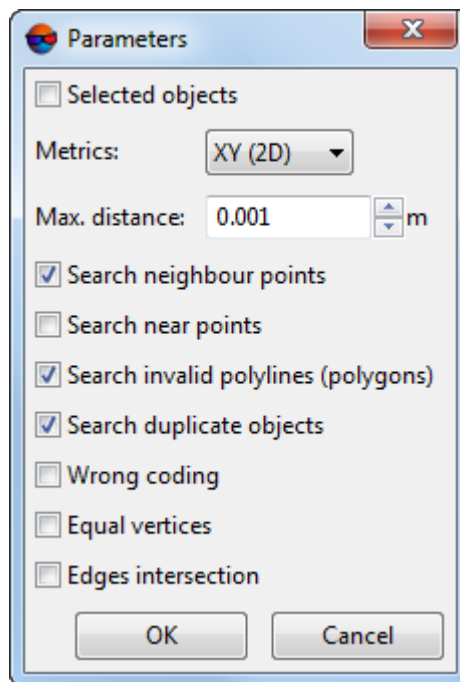 Parameters
Selected objects
Metrics: XY (2D)
Max. distance: 0.001 m
Search neighbour points
Search near points
Search invalid polylines (polygons)
Search duplicate objects
Wrong coding
Equal vertices
Edges intersection
OK Cancel